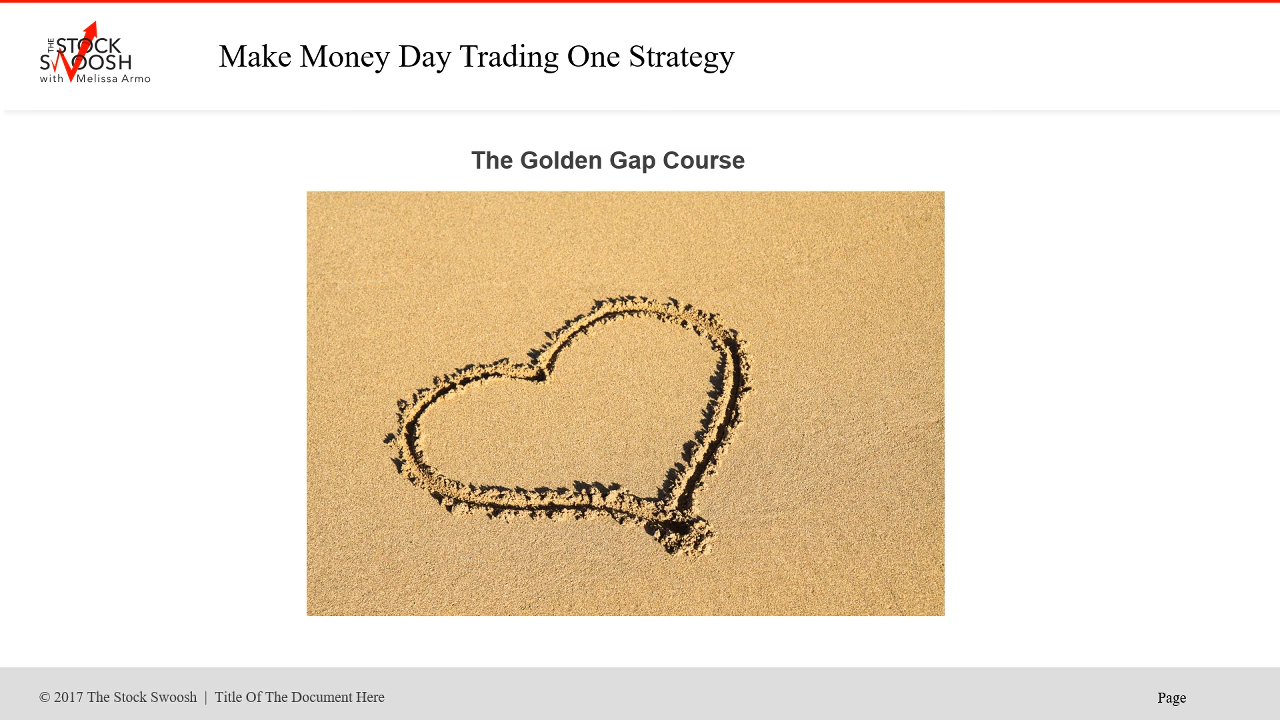 THE STOCK
SWOOSH
with Melissa Armo
Make Money Day Trading One Strategy
The Golden Gap Course
© 2017 The Stock Swoosh | Title Of The Document Here
Page